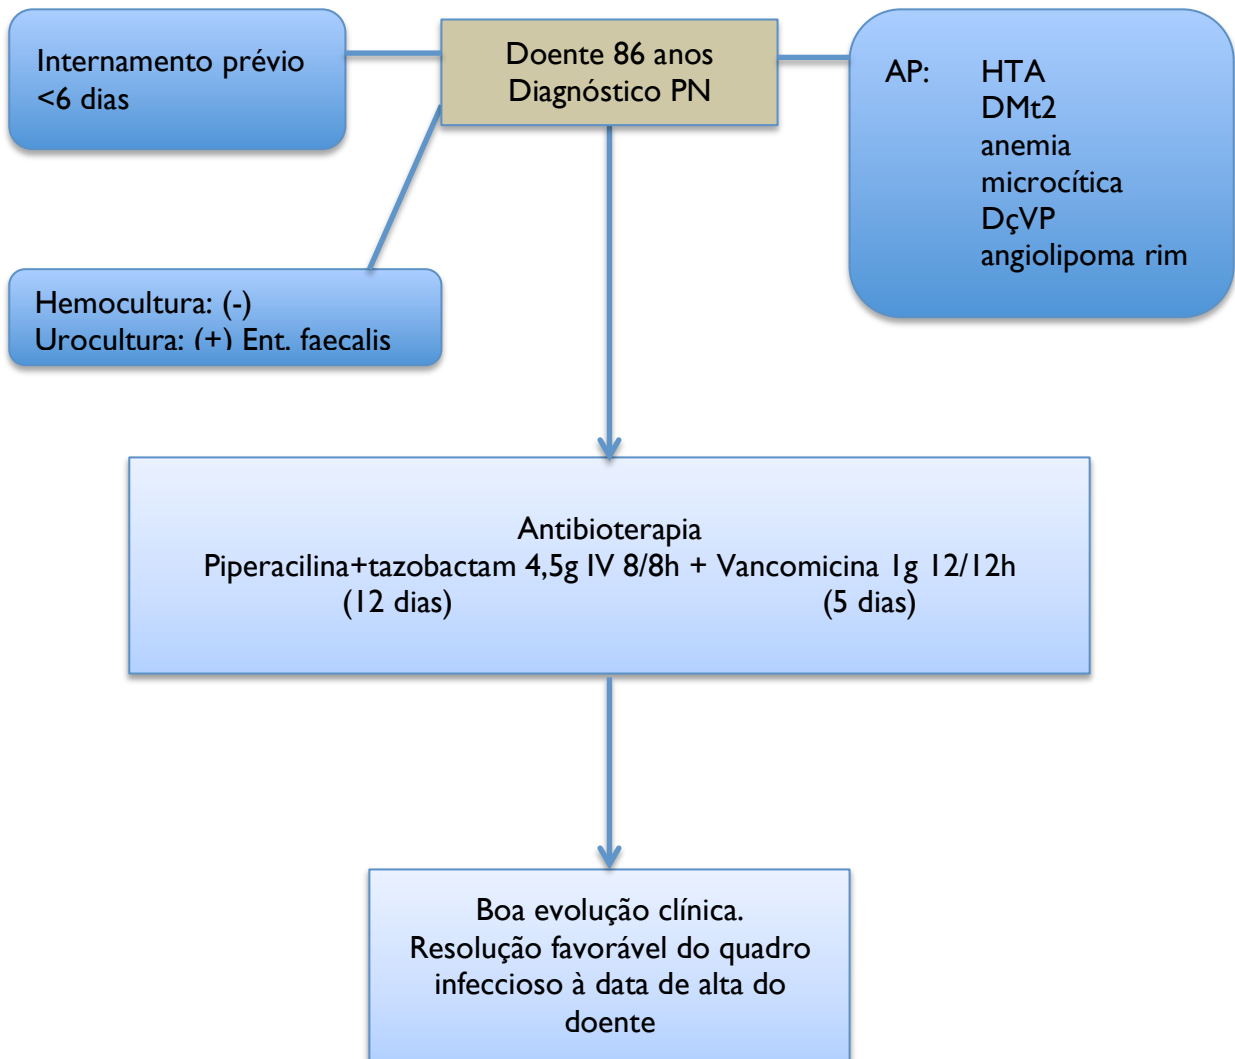 Internamento prévio
<6 dias
Doente 86 anos
Diagnóstico PN
AP: HTA
DMt2
anemia
microcítica
DçVP
angiolipoma rim
Hemocultura: (-)
Urocultura: (+) Ent. faecalis
Antibioterapia
Piperacilina+tazobactam 4,5g IV 8/8h + Vancomicina 1g 12/12h
(12 dias) (5 dias)
Boa evolução clínica.
Resolução favorável do quadro
infeccioso à data de alta do
doente